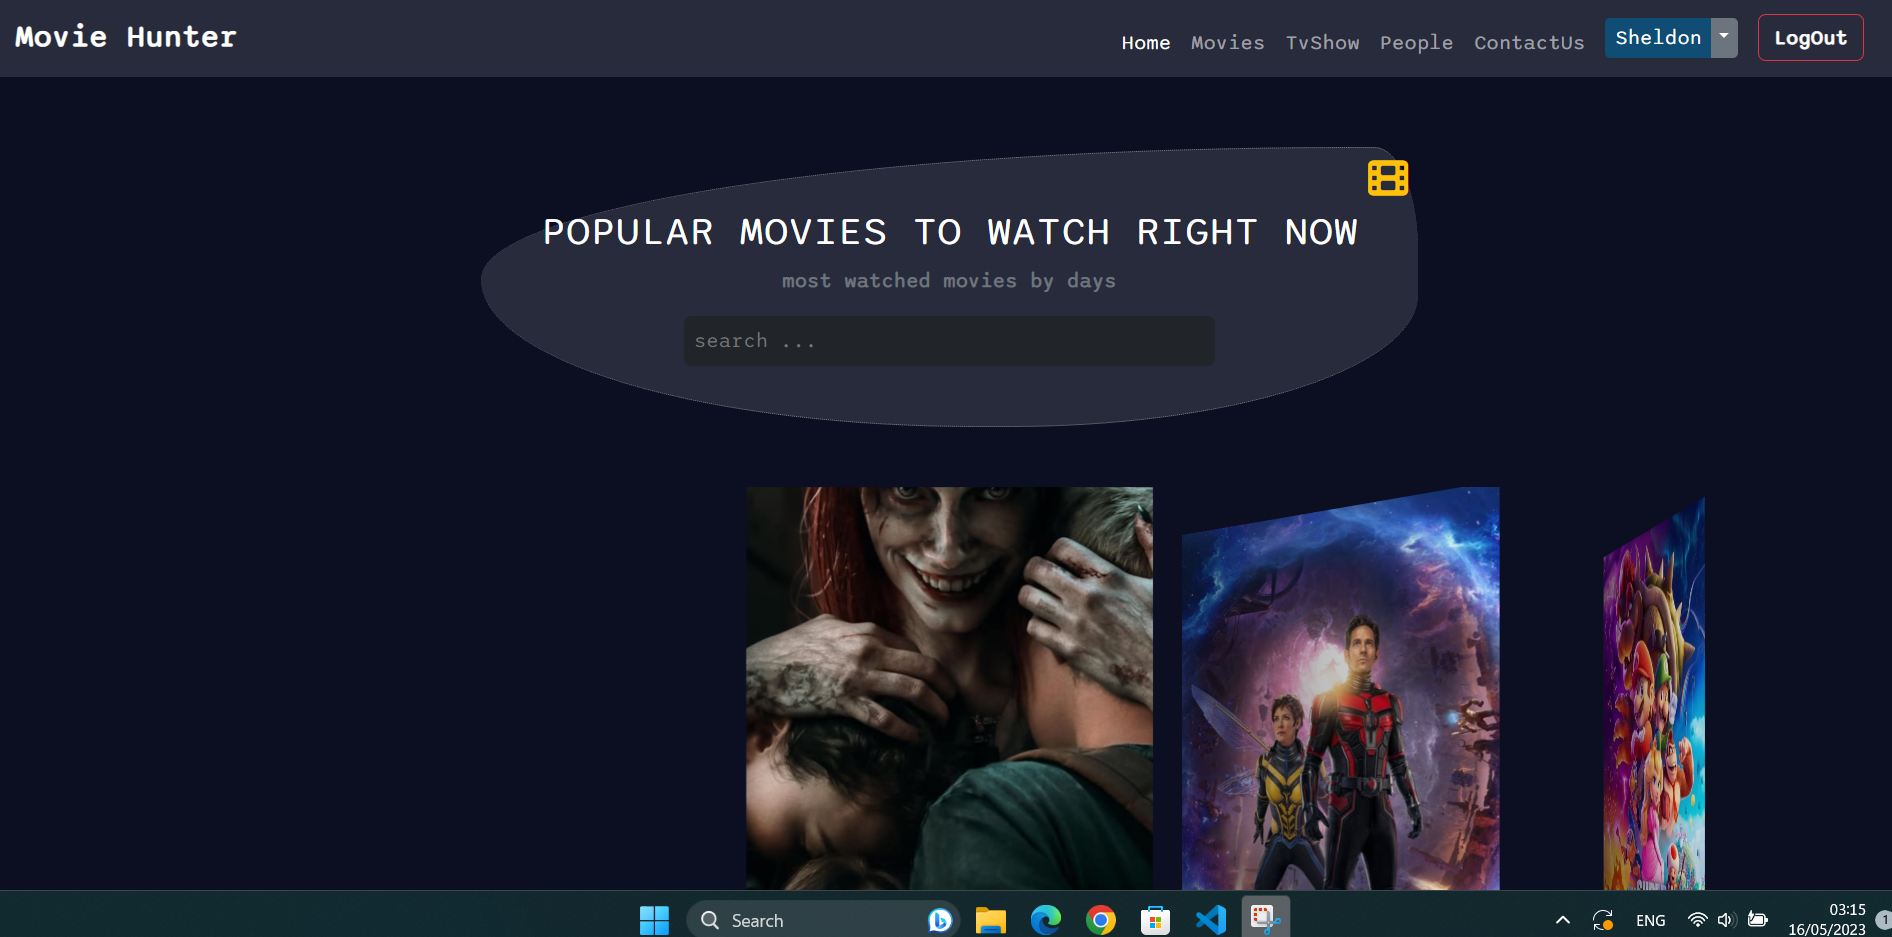 Movie Hunter
Home Movies TvShow People ContactUs Sheldon LogOut
POPULAR MOVIES TO WATCH RIGHT NOW
most watched movies by days
search ...
Search
ENG
03:15
16/05/2023
1